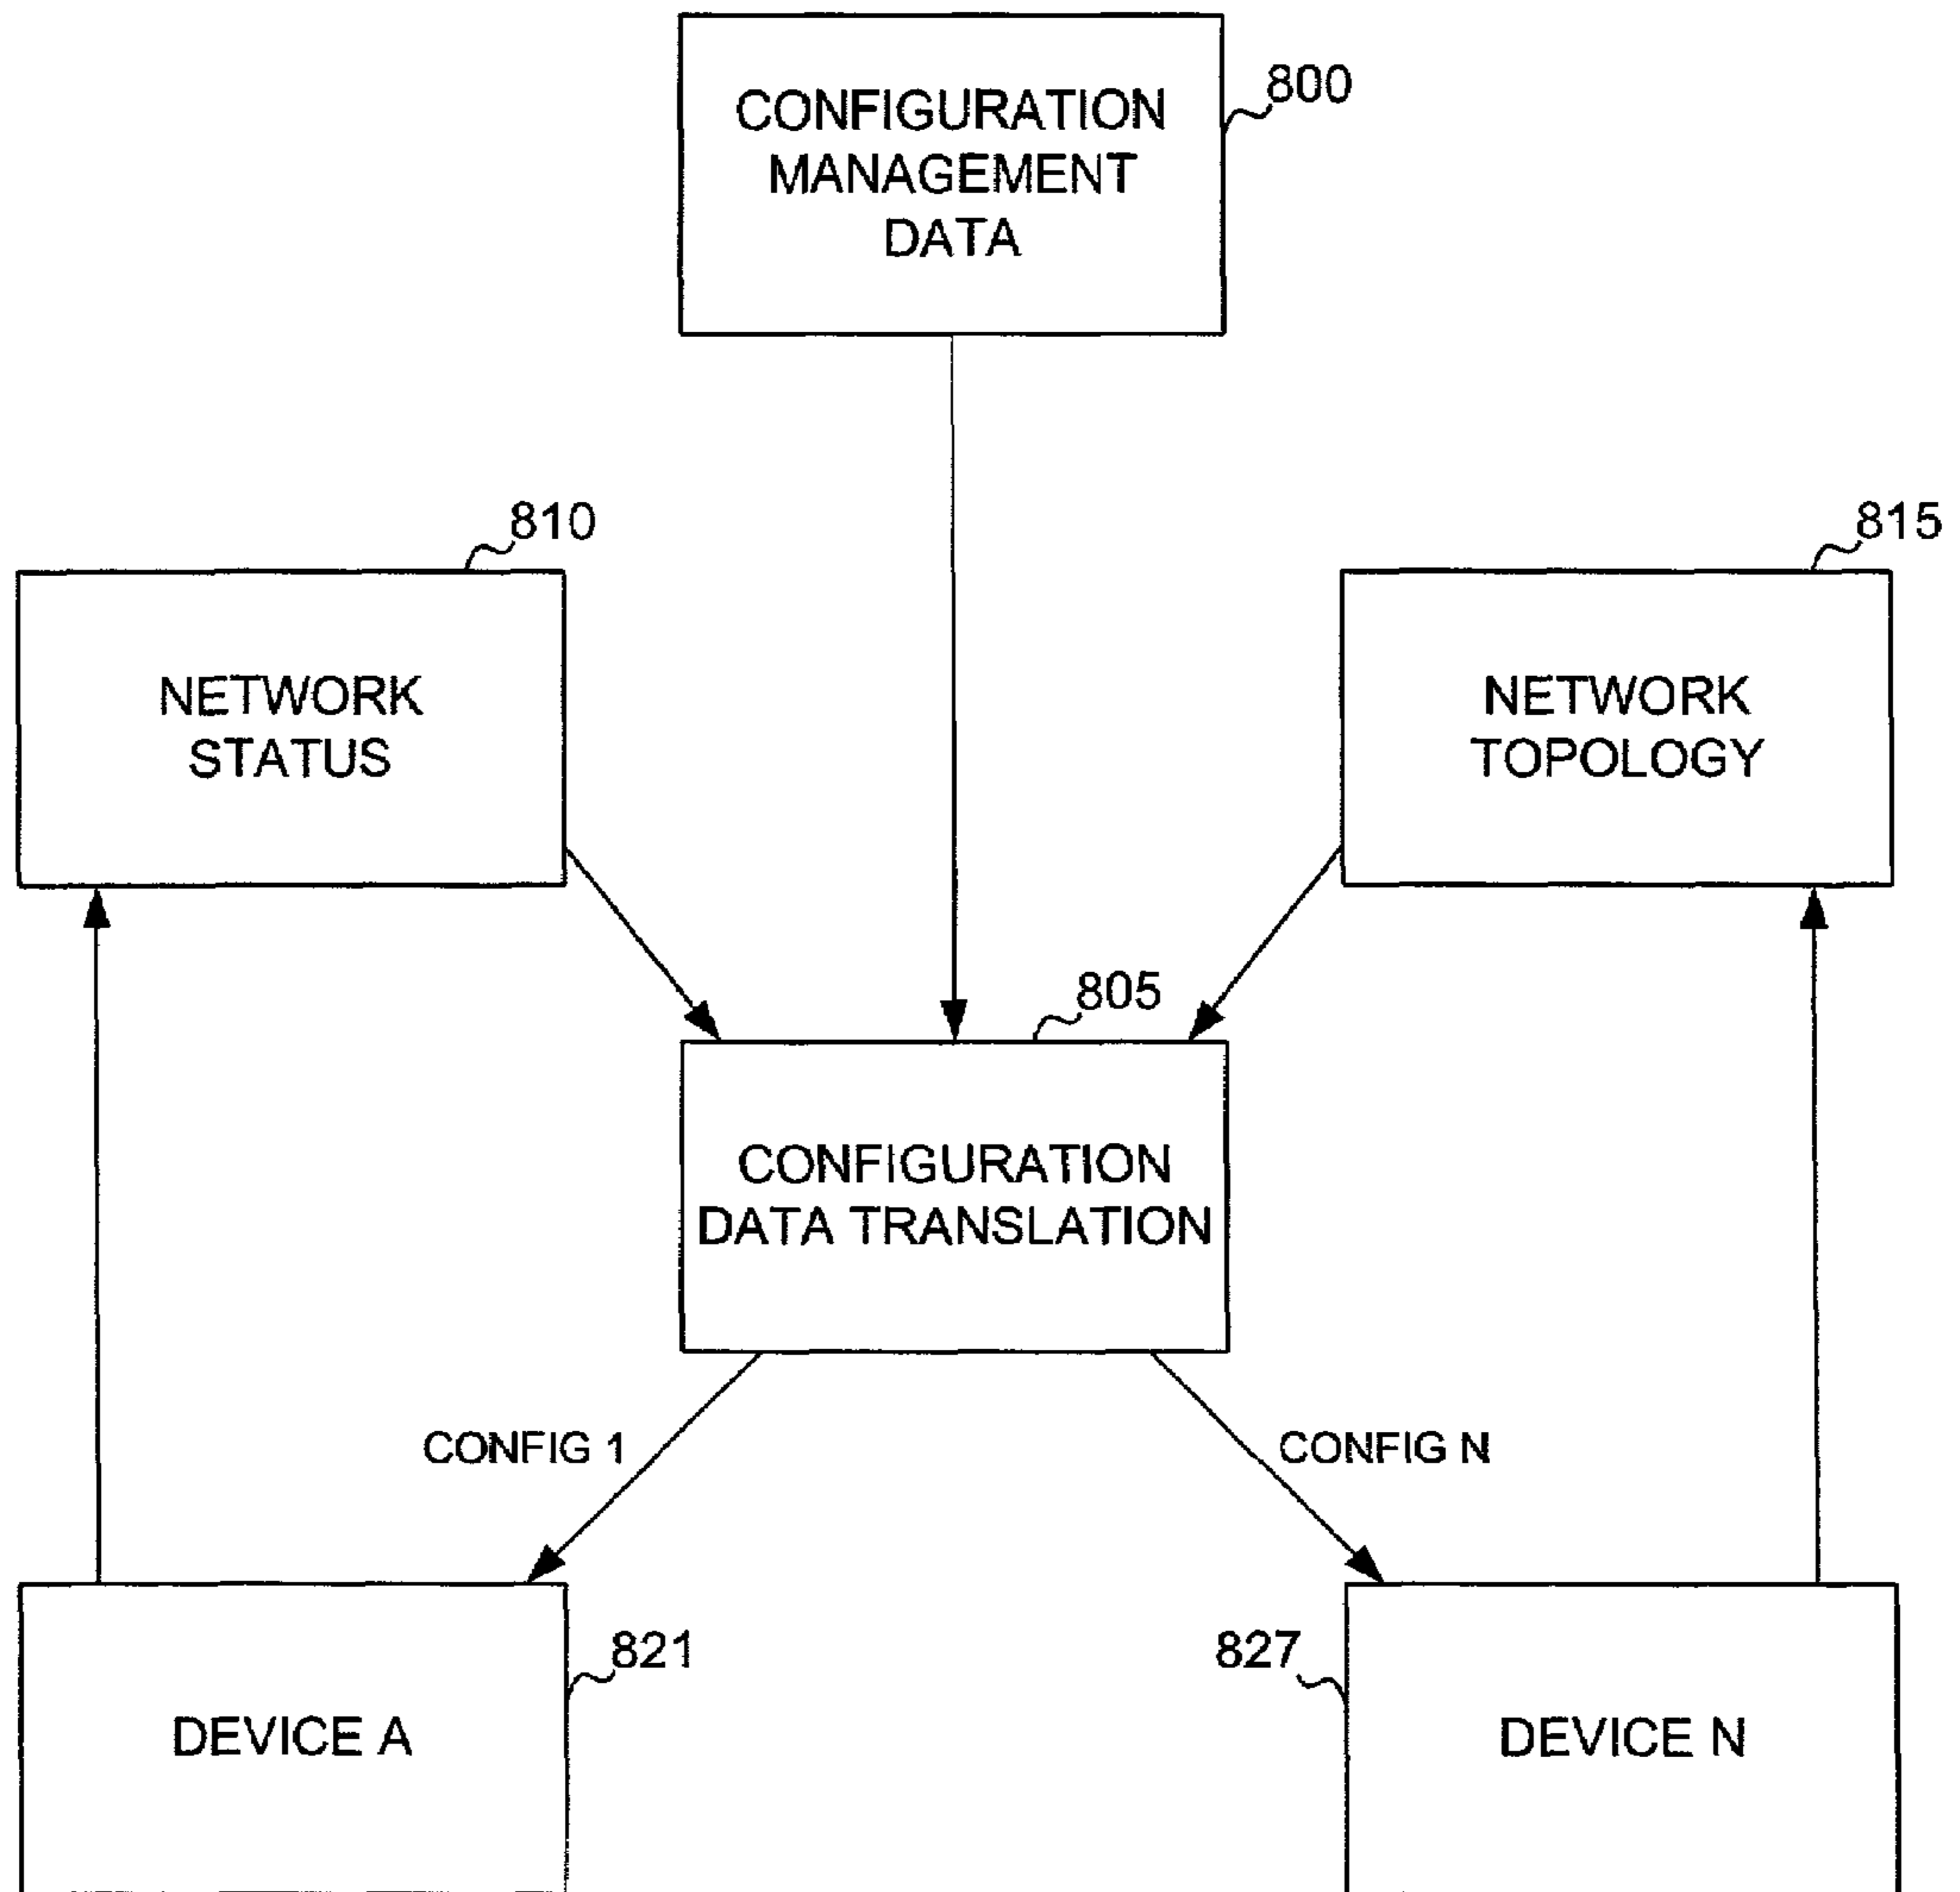 CONFIGURATION
MANAGEMENT
DATA
800
810
815
NETWORK
STATUS
NETWORK
TOPOLOGY
805
CONFIGURATION
DATA TRANSLATION
CONFIG 1
CONFIG N
821
827
DEVICE A
DEVICE N